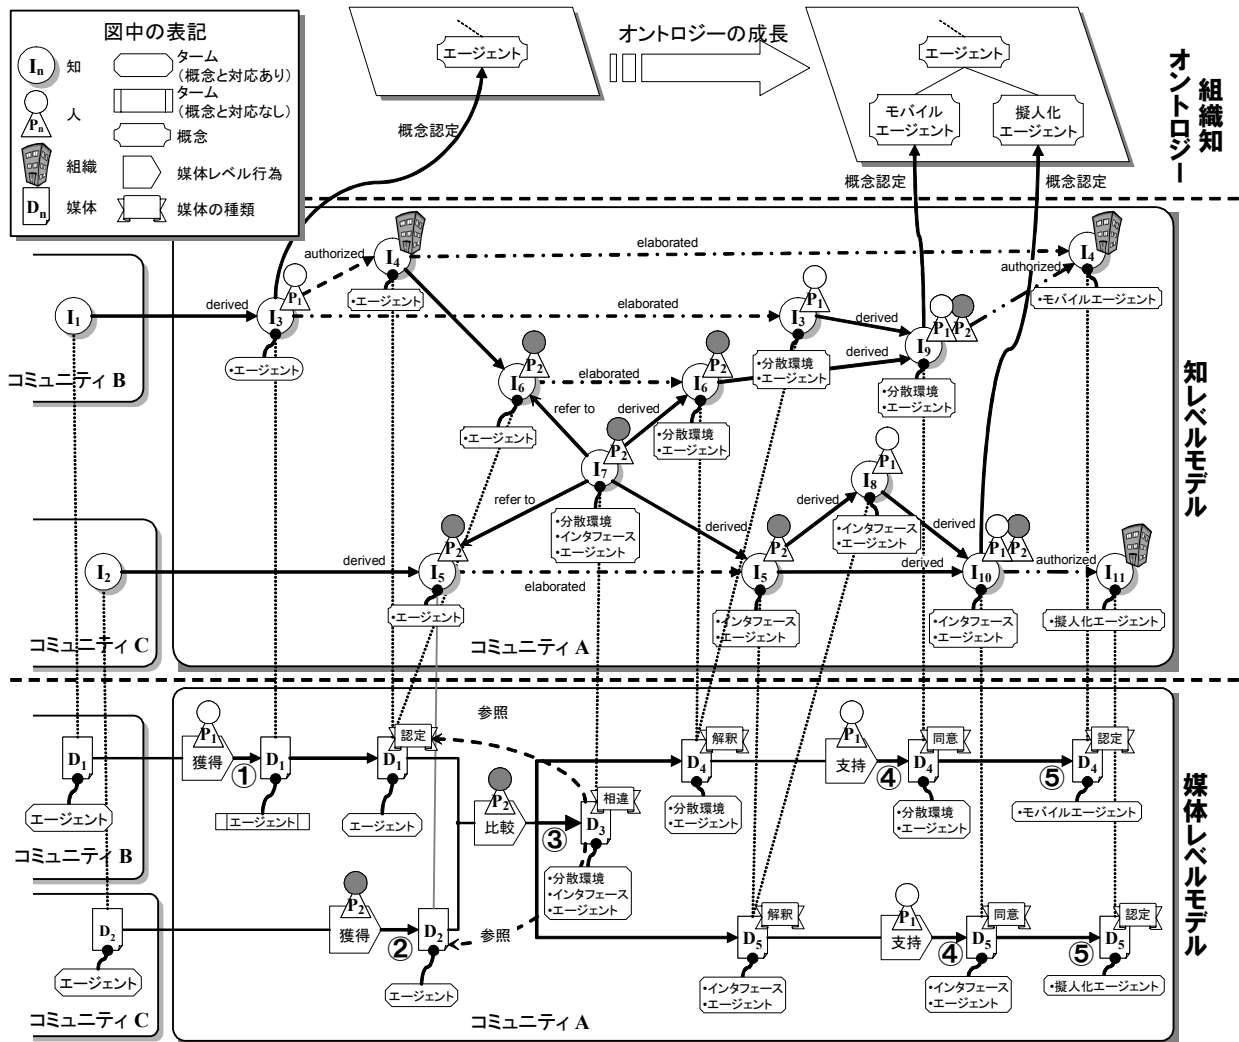 図中の表記
In
知
Pn
人
組織
Dn
媒体
ターム
(概念と対応あり)
ターム
(概念と対応なし)
概念
媒体レベル行為
媒体の種類
エージェント
オントロジーの成長
エージェント
モバイル
エージェント
擬人化
エージェント
概念認定
概念認定
概念認定
組織知
オントロジー
コミュニティ B
I1
derived
I3
P1
•エージェント
authorized
I4
•エージェント
elaborated
I4
•モバイルエージェント
authorized
elaborated
I3
P1
•分散環境
•エージェント
derived
I9
P1
P2
•分散環境
•エージェント
I6
P2
•エージェント
elaborated
I6
P2
•分散環境
•エージェント
derived
refer to
derived
I7
P2
•分散環境
•インタフェース
•エージェント
refer to
derived
I8
P1
•インタフェース
•エージェント
derived
derived
コミュニティ C
I2
derived
I5
P2
•エージェント
elaborated
I5
P2
•インタフェース
•エージェント
derived
I10
P1
P2
•インタフェース
•エージェント
authorized
I11
•擬人化エージェント
コミュニティ A
知レベルモデル
D1
エージェント
コミュニティ B
P1
獲得
①
D1
エージェント
D1
認定
エージェント
参照
P2
比較
③
D3
相違
•分散環境
•インタフェース
•エージェント
D4
解釈
•分散環境
•エージェント
P1
支持
④
D4
同意
•分散環境
•エージェント
⑤
D4
認定
•モバイルエージェント
D2
エージェント
コミュニティ C
P2
獲得
②
D2
エージェント
参照
D5
解釈
•インタフェース
•エージェント
P1
支持
④
D5
同意
•インタフェース
•エージェント
⑤
D5
認定
•擬人化エージェント
コミュニティ A
媒体レベルモデル